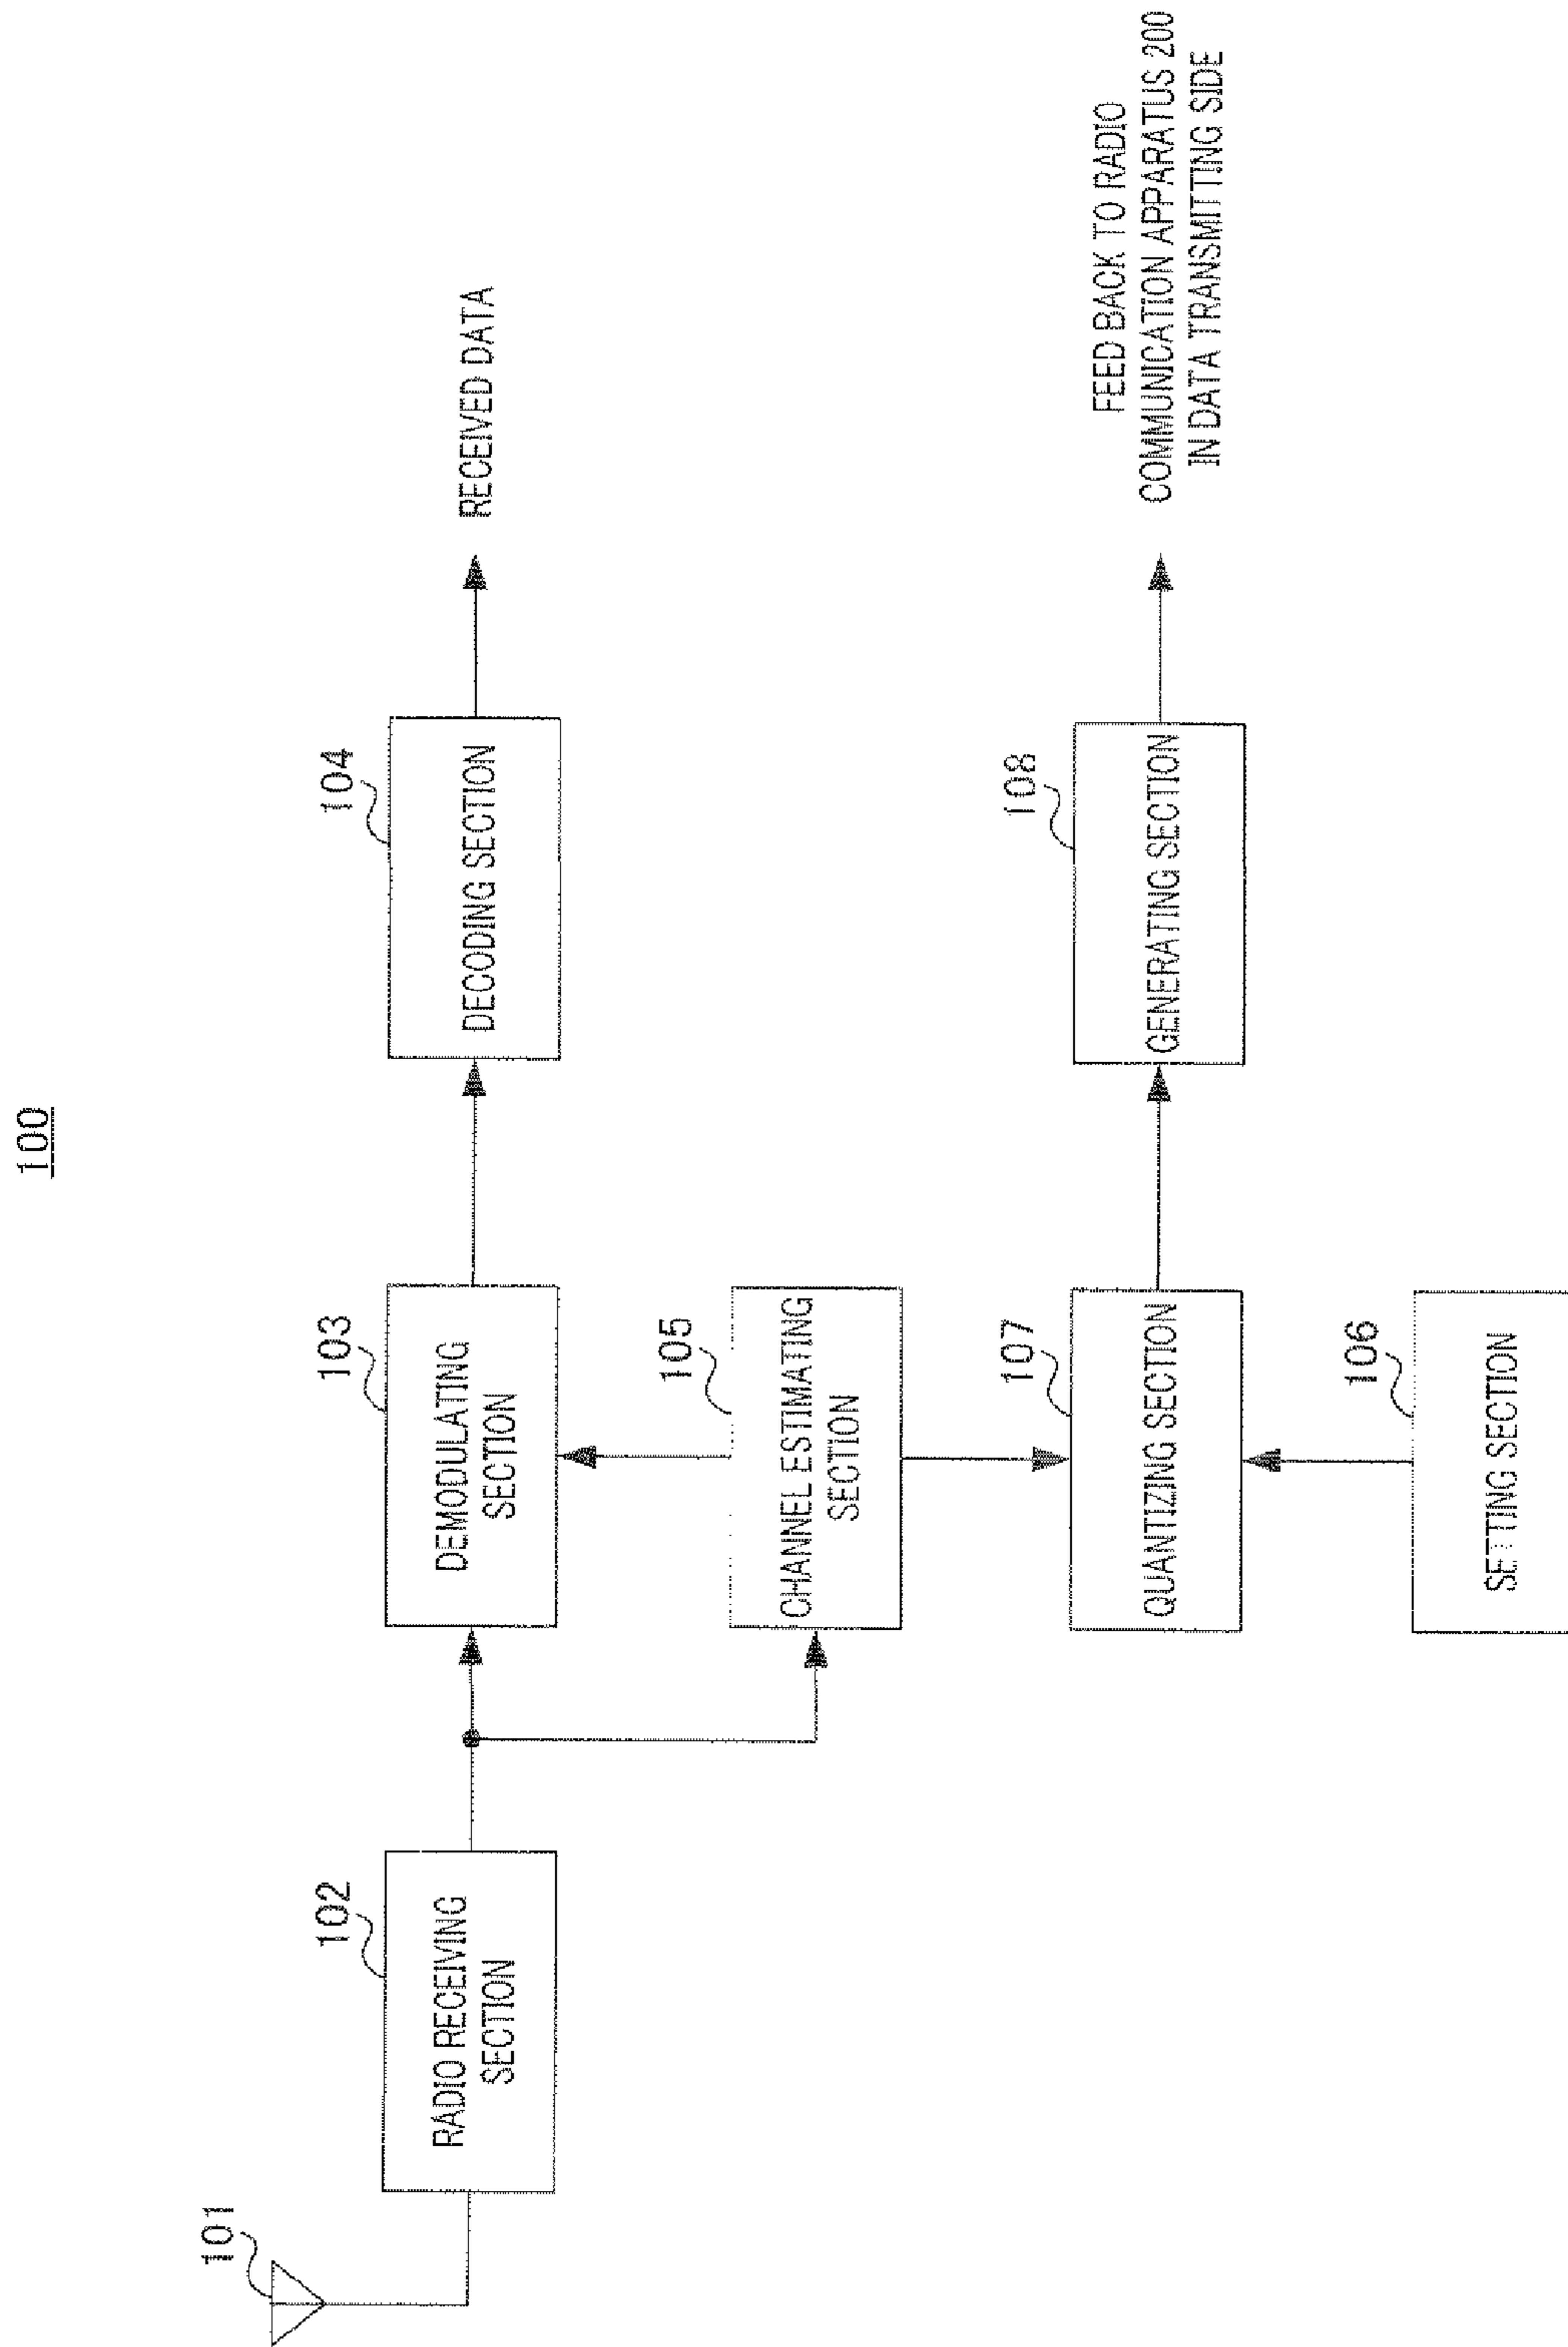 100
101
102
RADIO RECEIVING
SECTION
103
DEMODULATING
SECTION
104
DECODING SECTION
RECEIVED DATA
105
CHANNEL ESTIMATING
SECTION
107
QUANTIZING SECTION
108
GENERATING SECTION
FEED BACK TO RADIO
COMMUNICATION APPARATUS 200
IN DATA TRANSMITTING SIDE
106
SETTING SECTION